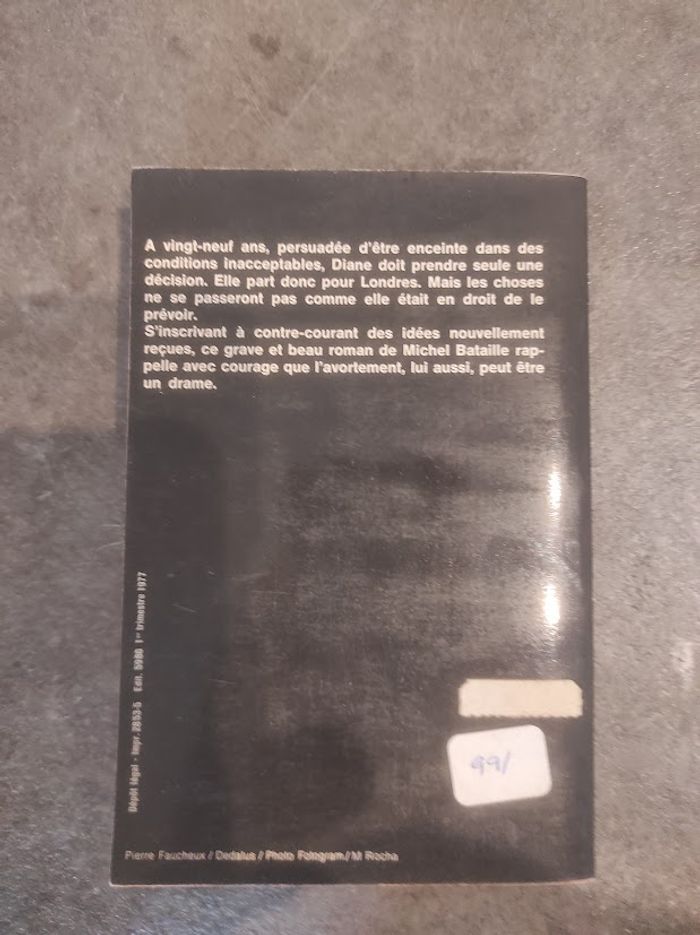 A vingt-neuf ans, persuadée d'être enceinte dans des
conditions inacceptables, Diane doit prendre seule une
décision. Elle part donc pour Londres. Mais les choses
ne se passeront pas comme elle était en droit de le
prévoir.
S'inscrivant à contre-courant des idées nouvellement
reçues, ce grave et beau roman de Michel Bataille rap-
pelle avec courage que l'avortement, lui aussi, peut être
un drame.
Dépôt légal - Impr. 2853-5 Edit. 5980 1er trimestre 1977
99/
Pierre Faucheux // Dedalus // Photo Fotogram // M Rocha